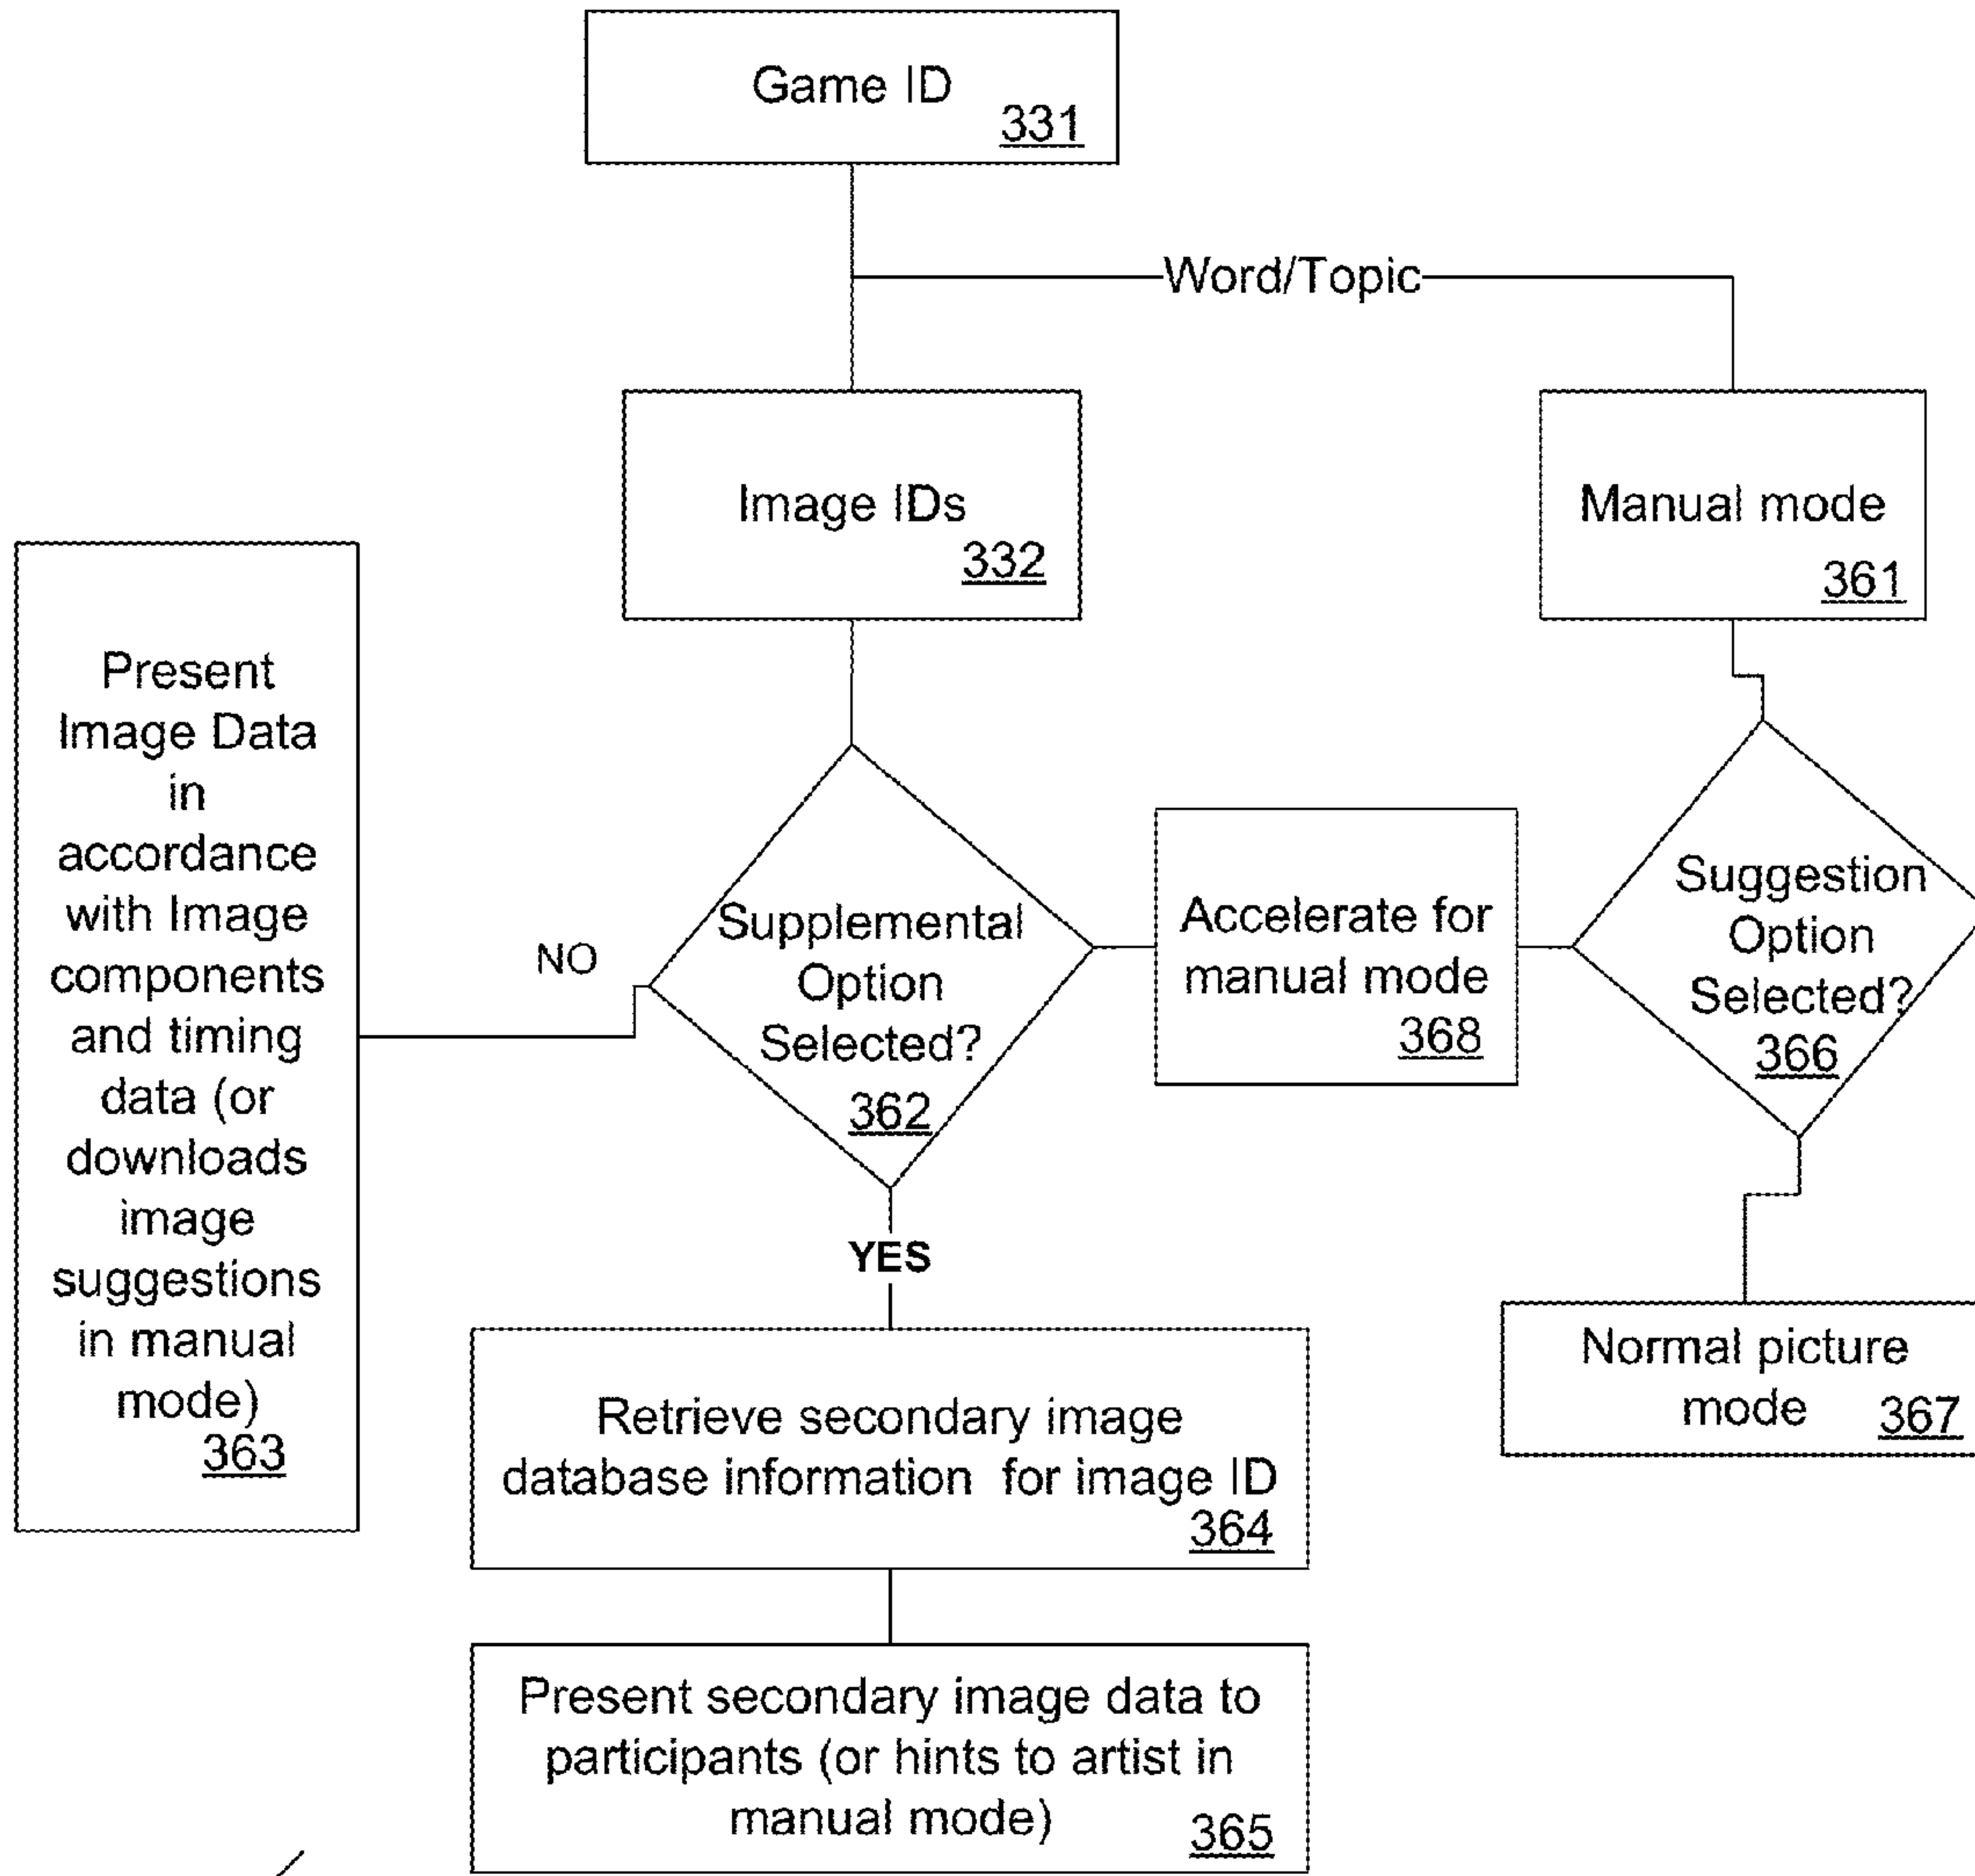 Game ID
331
Word/Topic
Image IDs
332
Manual mode
361
Present
Image Data
in
accordance
with Image
components
and timing
data (or
downloads
image
suggestions
in manual
mode)
363
NO
Supplemental
Option
Selected?
362
Accelerate for
manual mode
368
Suggestion
Option
Selected?
366
YES
Normal picture
mode
367
Retrieve secondary image
database information for image ID
364
Present secondary image data to
participants (or hints to artist in
manual mode)
365